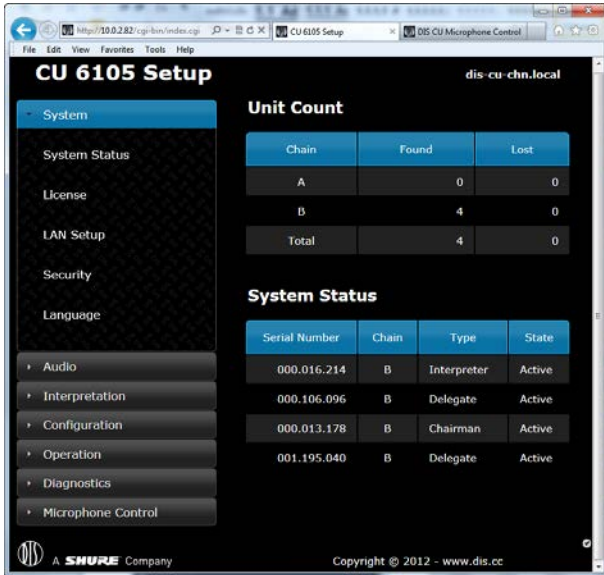 http://10.0.2.82/cgi-bin/index.cgi
CU 6105 Setup
DIS CU Microphone Control
File Edit View Favorites Tools Help
CU 6105 Setup
dis-cu-chn.local
System
System Status
License
LAN Setup
Security
Language
Audio
Interpretation
Configuration
Operation
Diagnostics
Microphone Control
Unit Count
Chain Found Lost
A 0 0
B 4 0
Total 4 0
System Status
Serial Number Chain Type State
000.016.214 B Interpreter Active
000.106.096 B Delegate Active
000.013.178 B Chairman Active
001.195.040 B Delegate Active
DIS A SHURE Company
Copyright © 2012 - www.dis.cc